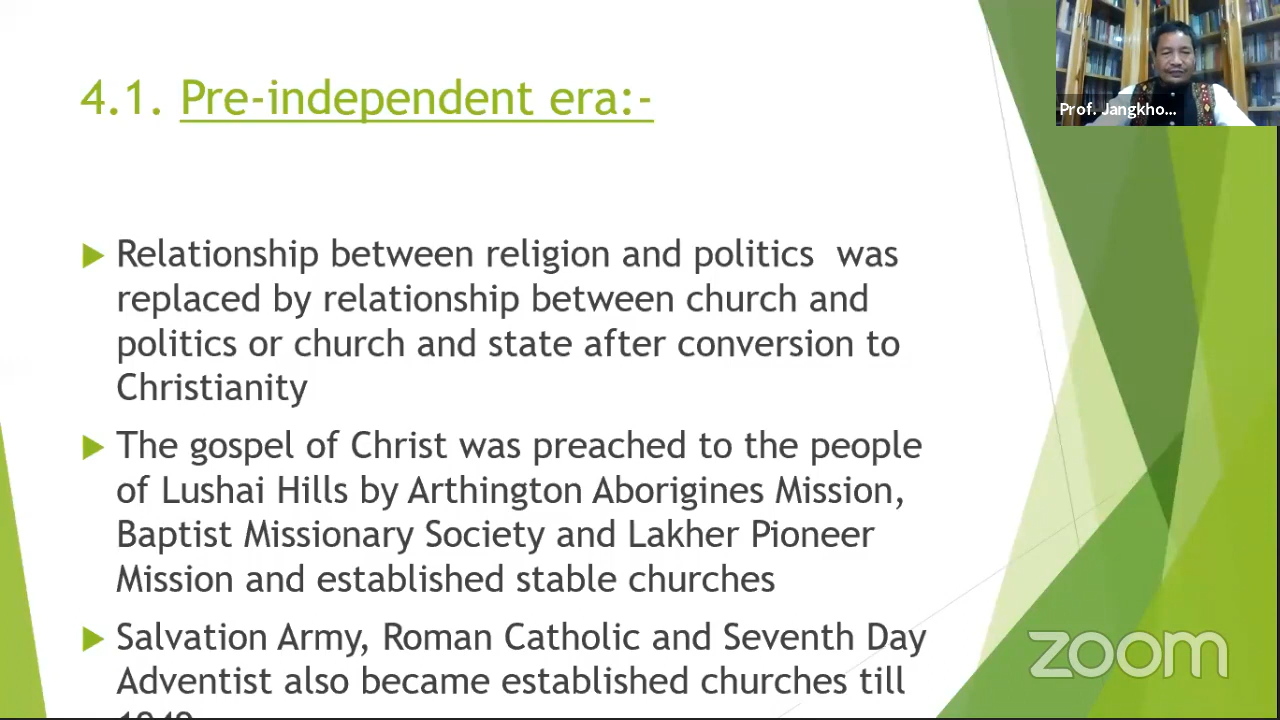 4.1. Pre-independent era:-
Prof. Jangkho...
Relationship between religion and politics was
replaced by relationship between church and
politics or church and state after conversion to
Christianity
The gospel of Christ was preached to the people
of Lushai Hills by Arthington Aborigines Mission,
Baptist Missionary Society and Lakher Pioneer
Mission and established stable churches
Salvation Army, Roman Catholic and Seventh Day
Adventist also became established churches till
zoom